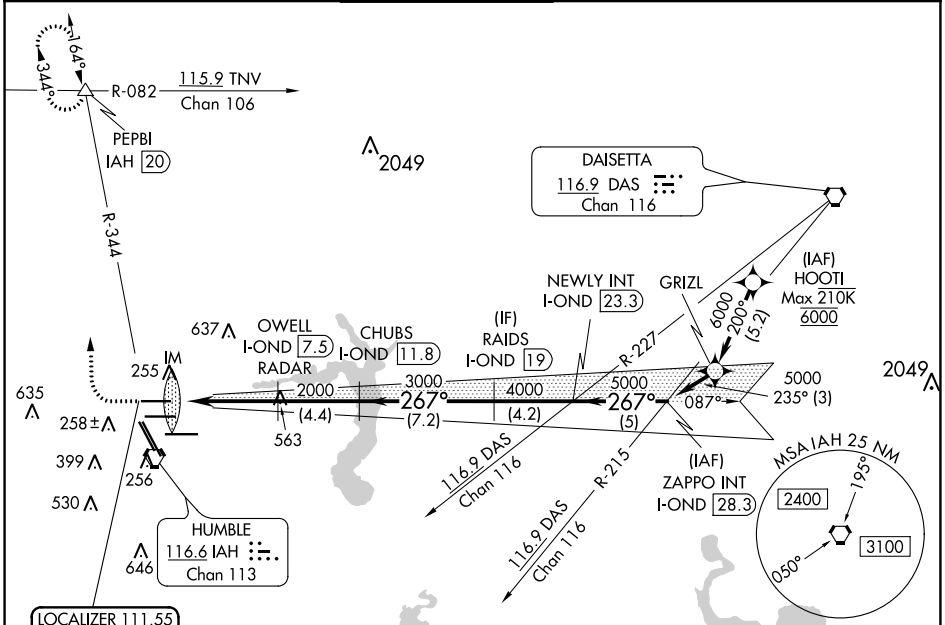 164°
344°
R-082
115.9 TNV
Chan 106
PEPBI
IAH 20
R-344
2049
DAISETTA
116.9 DAS
Chan 116
(IAF)
HOOTI
Max 210K
6000
6000
200°
(5.2)
NEWLY INT
I-OND 23.3
GRIZL
R-227
637
OWELL
I-OND 7.5
RADAR
CHUBS
I-OND 11.8
(IF)
RAIDS
I-OND 19
255
IM
2000
3000
4000
5000
267°
267°
087°
(4.4)
(7.2)
(4.2)
(5)
5000
235° (3)
2049
635
258±
563
399
256
530
646
HUMBLE
116.6 IAH
Chan 113
116.9 DAS
Chan 116
R-215
116.9 DAS
Chan 116
(IAF)
ZAPPO INT
I-OND 28.3
MSA IAH 25 NM
195°
2400
3100
050°
LOCALIZER 111.55